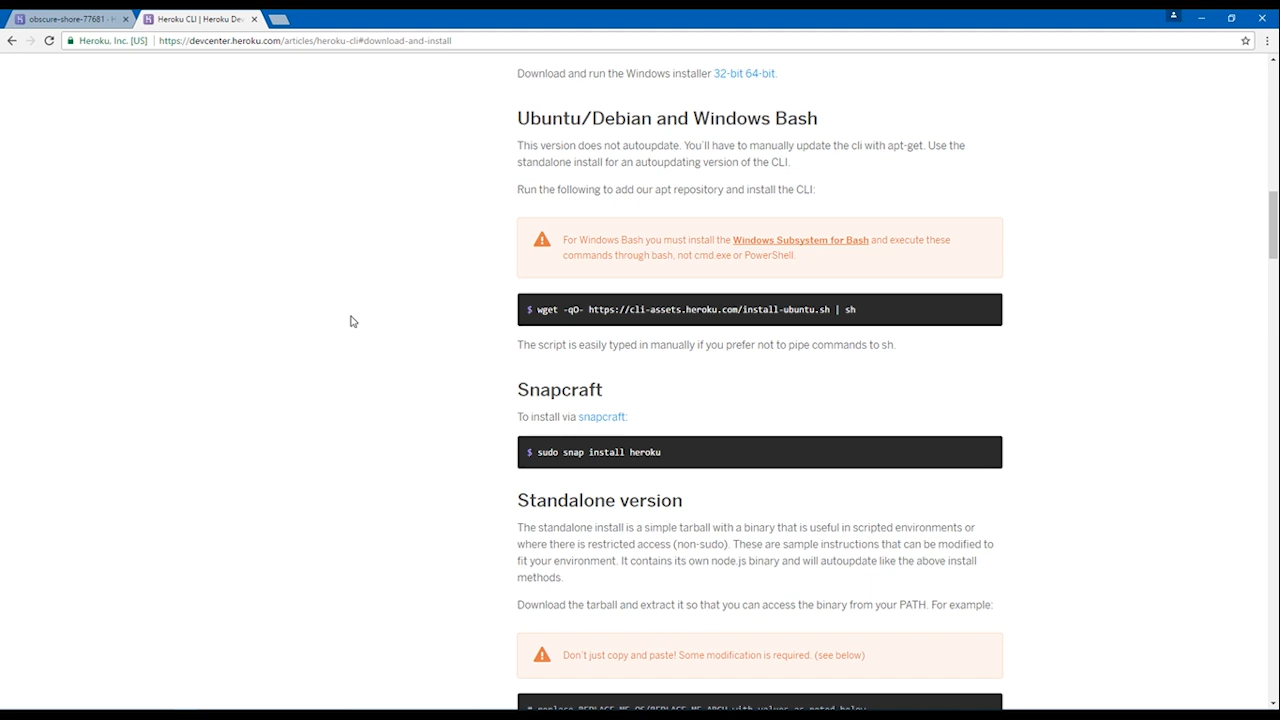 obscure-shore-77681 -
Heroku CLI | Heroku Dev
Heroku, Inc. [US]
https://devcenter.heroku.com/articles/heroku-cli#download-and-install
Download and run the Windows installer 32-bit 64-bit.
Ubuntu/Debian and Windows Bash
This version does not autoupdate. You'll have to manually update the cli with apt-get. Use the
standalone install for an autoupdating version of the CLI.
Run the following to add our apt repository and install the CLI:
For Windows Bash you must install the Windows Subsystem for Bash and execute these
commands through bash, not cmd.exe or PowerShell.
$ wget -qO- https://cli-assets.heroku.com/install-ubuntu.sh | sh
The script is easily typed in manually if you prefer not to pipe commands to sh.
Snapcraft
To install via snapcraft:
$ sudo snap install heroku
Standalone version
The standalone install is a simple tarball with a binary that is useful in scripted environments or
where there is restricted access (non-sudo). These are sample instructions that can be modified to
fit your environment. It contains its own node.js binary and will autoupdate like the above install
methods.
Download the tarball and extract it so that you can access the binary from your PATH. For example:
Don't just copy and paste! Some modification is required. (see below)
# replace REPLACE_ME_OS/REPLACE_ME_ARCH with values as noted below